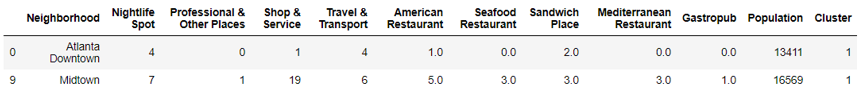 Neighborhood Nightlife Spot Professional & Other Places Shop & Service Travel & Transport American Restaurant Seafood Restaurant Sandwich Place Mediterranean Restaurant Gastropub Population Cluster
0 Atlanta Downtown 4 0 1 4 1.0 0.0 2.0 0.0 0.0 13411 1
9 Midtown 7 1 19 6 5.0 3.0 3.0 3.0 1.0 16569 1